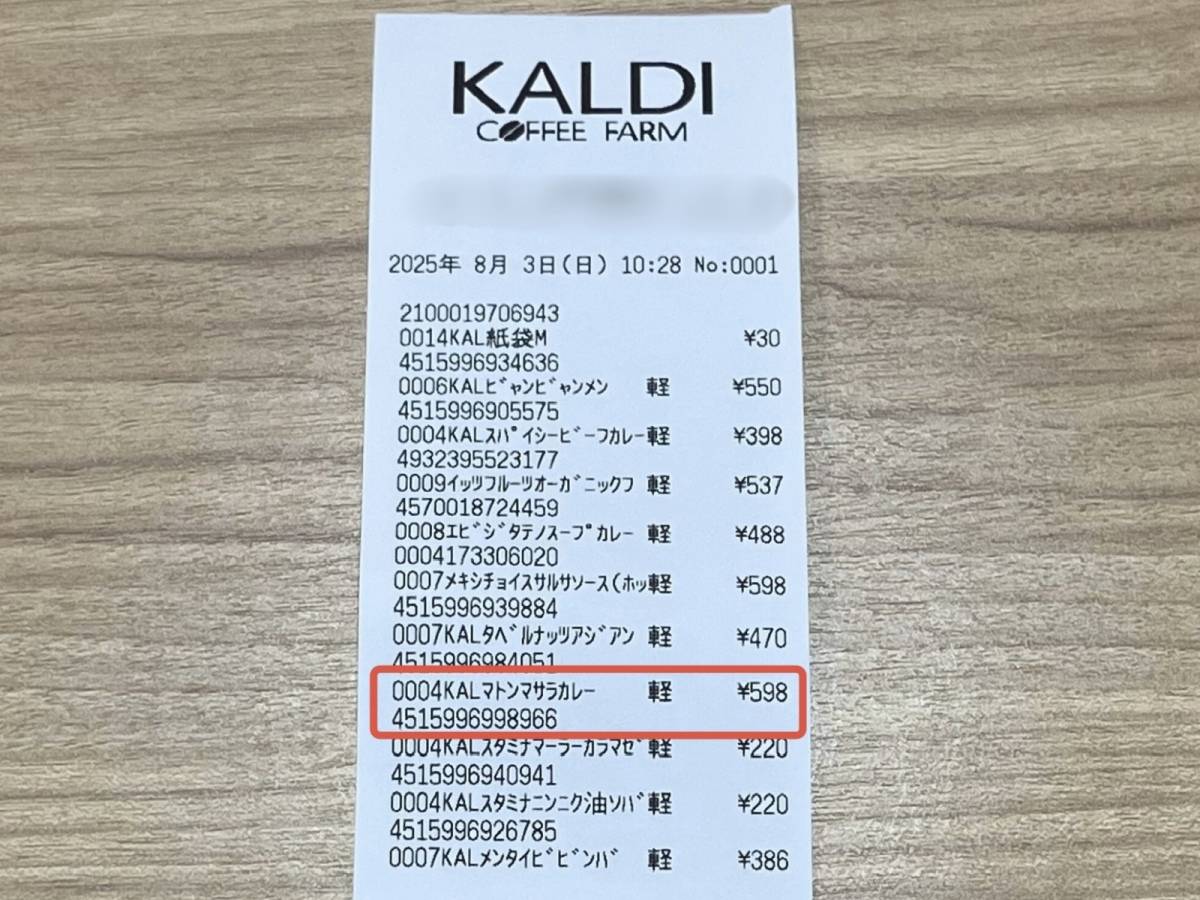 KALDI
COFFEE FARM
2025年 8月 3日(日) 10:28 No:0001
2100019706943
0014KAL紙袋M ¥30
4515996934636
0006KALビャンビャンメン 軽 ¥550
4515996905575
0004KALスパイシービーフカレー軽 ¥398
4932395523177
0009イッツフルーツオーガニックフ 軽 ¥537
4570018724459
0008エビジタテノスープカレー 軽 ¥488
0004173306020
0007メキシチョイスサルサソース(ホッ軽 ¥598
4515996939884
0007KALタベルナッツアジアン 軽 ¥470
4515996984051
0004KALマトンマサラカレー 軽 ¥598
4515996998966
0004KALスタミナマーラーカラマゼ 軽 ¥220
4515996940941
0004KALスタミナニンニク油ソバ 軽 ¥220
4515996926785
0007KALメンタイビビンバ 軽 ¥386